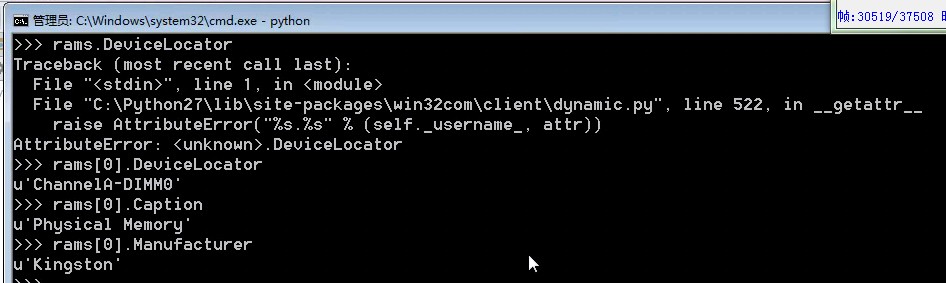 管理员: C:\Windows\system32\cmd.exe - python
帧:30519/37508
>>> rams.DeviceLocator
Traceback (most recent call last):
  File "<stdin>", line 1, in <module>
  File "C:\Python27\lib\site-packages\win32com\client\dynamic.py", line 522, in __getattr__
    raise AttributeError("%s.%s" % (self._username_, attr))
AttributeError: <unknown>.DeviceLocator
>>> rams[0].DeviceLocator
u'ChannelA-DIMM0'
>>> rams[0].Caption
u'Physical Memory'
>>> rams[0].Manufacturer
u'Kingston'
>>>